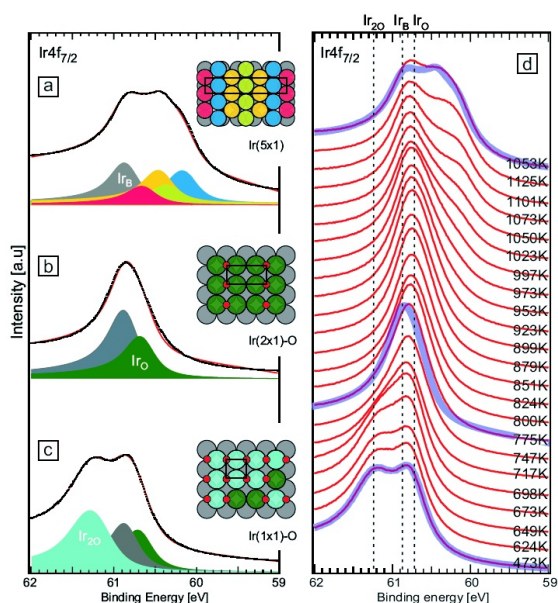 Ir4f7/2
a
Ir(5x1)
IrB
b
Ir(2x1)-O
IrO
c
Ir(1x1)-O
Ir2O
Intensity [a.u]
62 61 60 59
Binding Energy [eV]
Ir2O IrB IrO
Ir4f7/2
d
1053K
1125K
1101K
1073K
1050K
1023K
997K
973K
953K
923K
899K
879K
851K
824K
800K
775K
747K
717K
698K
673K
649K
624K
473K
62 61 60 59
Binding Energy [eV]